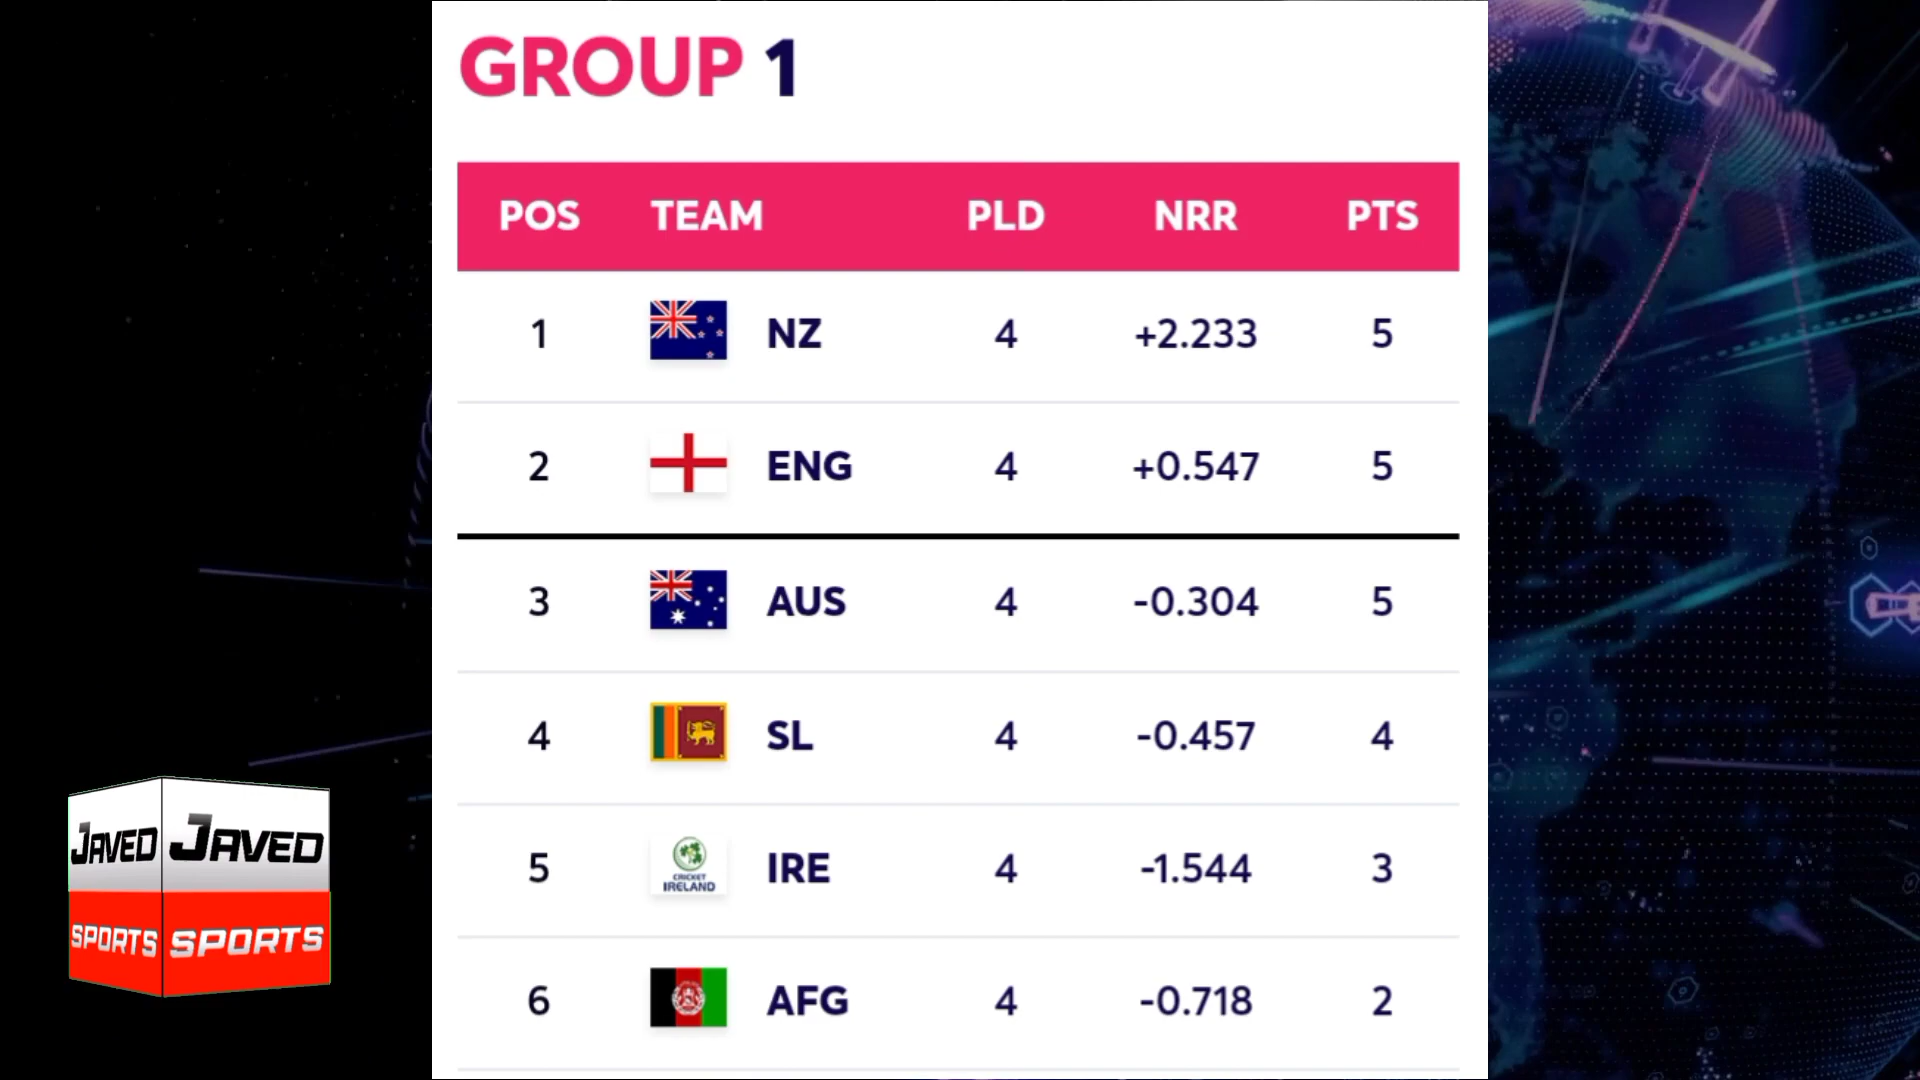 GROUP 1
POS TEAM PLD NRR PTS
1 NZ 4 +2.233 5
2 ENG 4 +0.547 5
3 AUS 4 -0.304 5
4 SL 4 -0.457 4
5 CRICKET IRELAND IRE 4 -1.544 3
6 AFG 4 -0.718 2
JAVED JAVED
SPORTS SPORTS